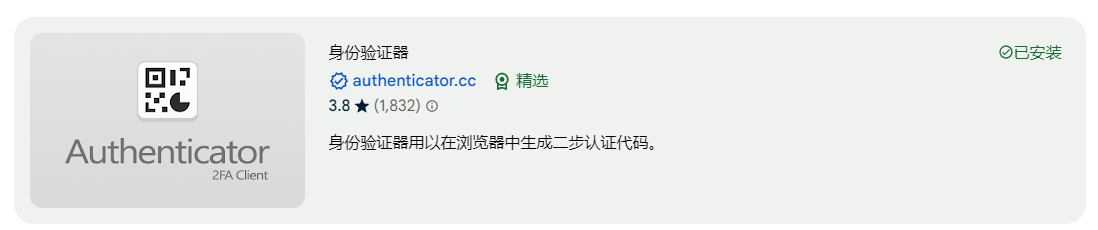 Authenticator
2FA Client
身份验证器
已安装
authenticator.cc 精选
3.8 ★ (1,832)
身份验证器用以在浏览器中生成二步认证代码。